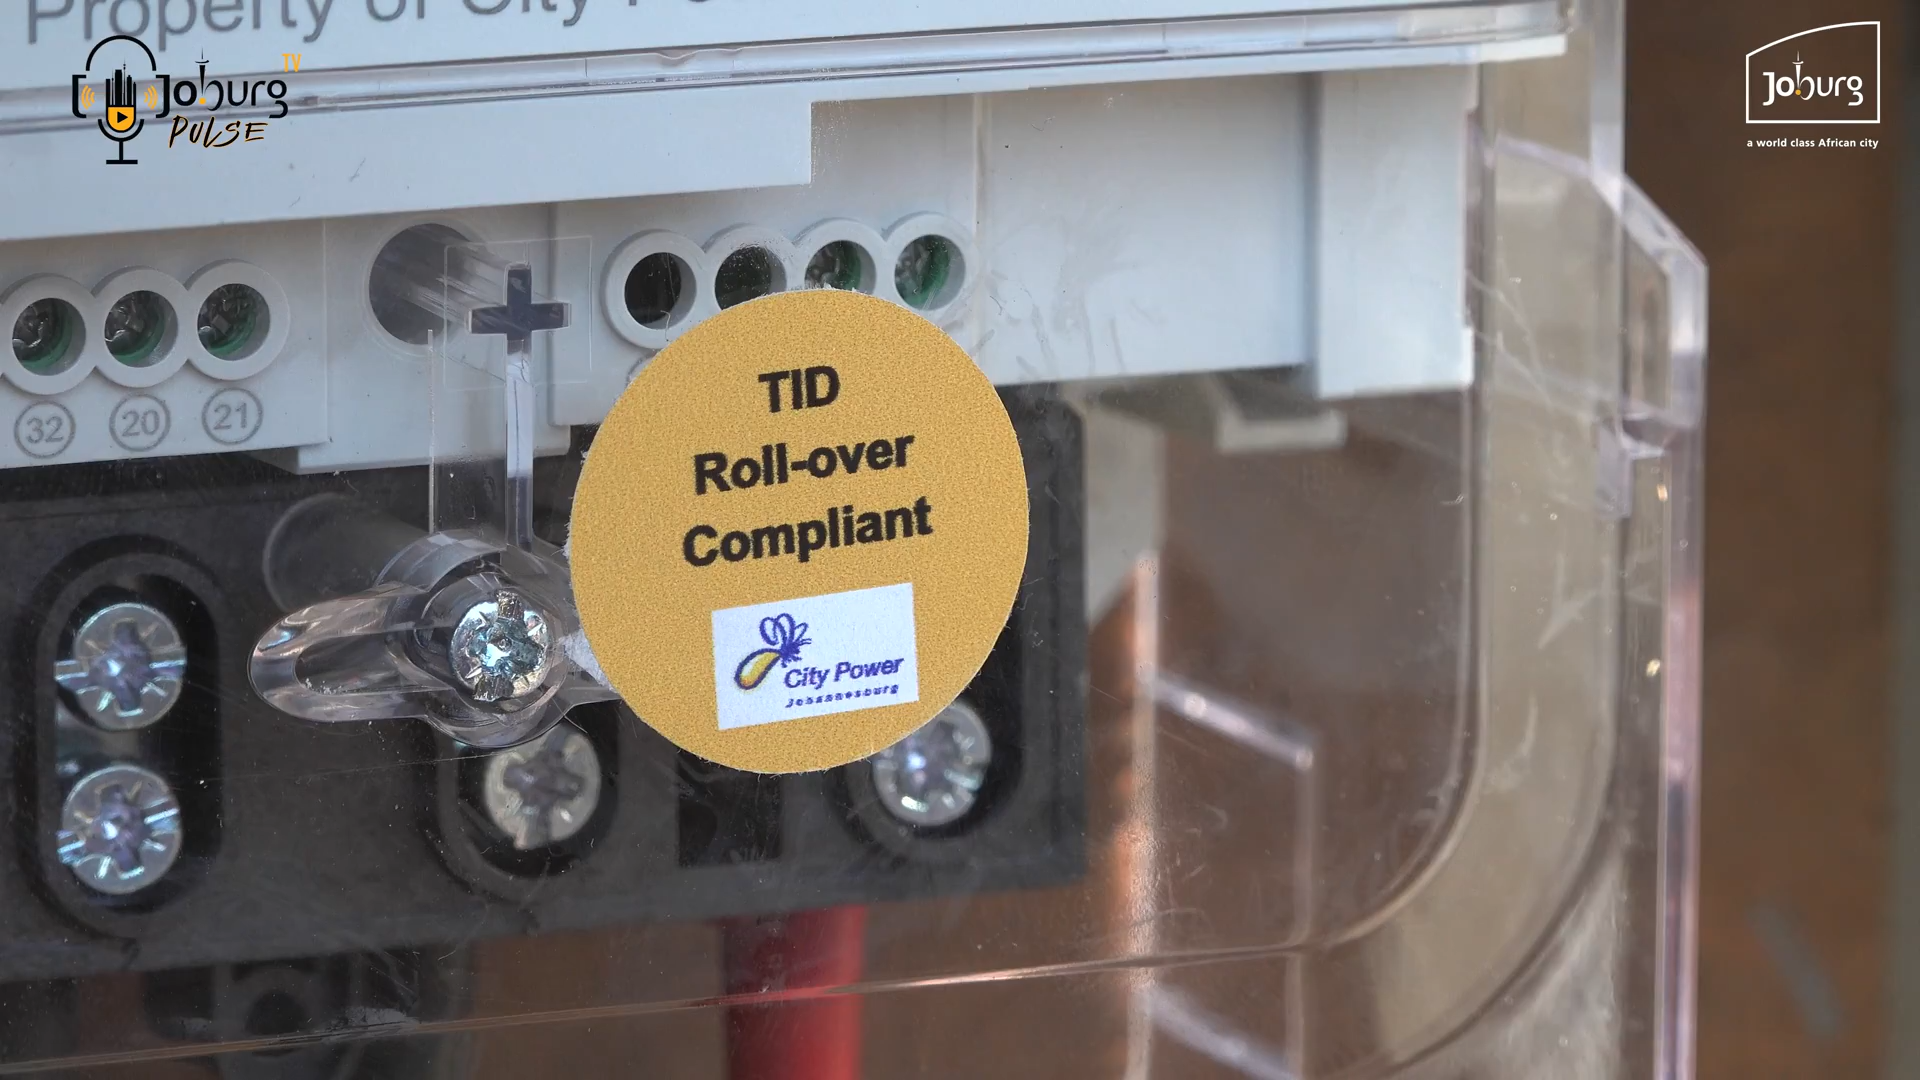 Property of City Po
Joburg TV
PULSE
Joburg
a world class African city
32 20 21
TID
Roll-over
Compliant
City Power
Johannesburg